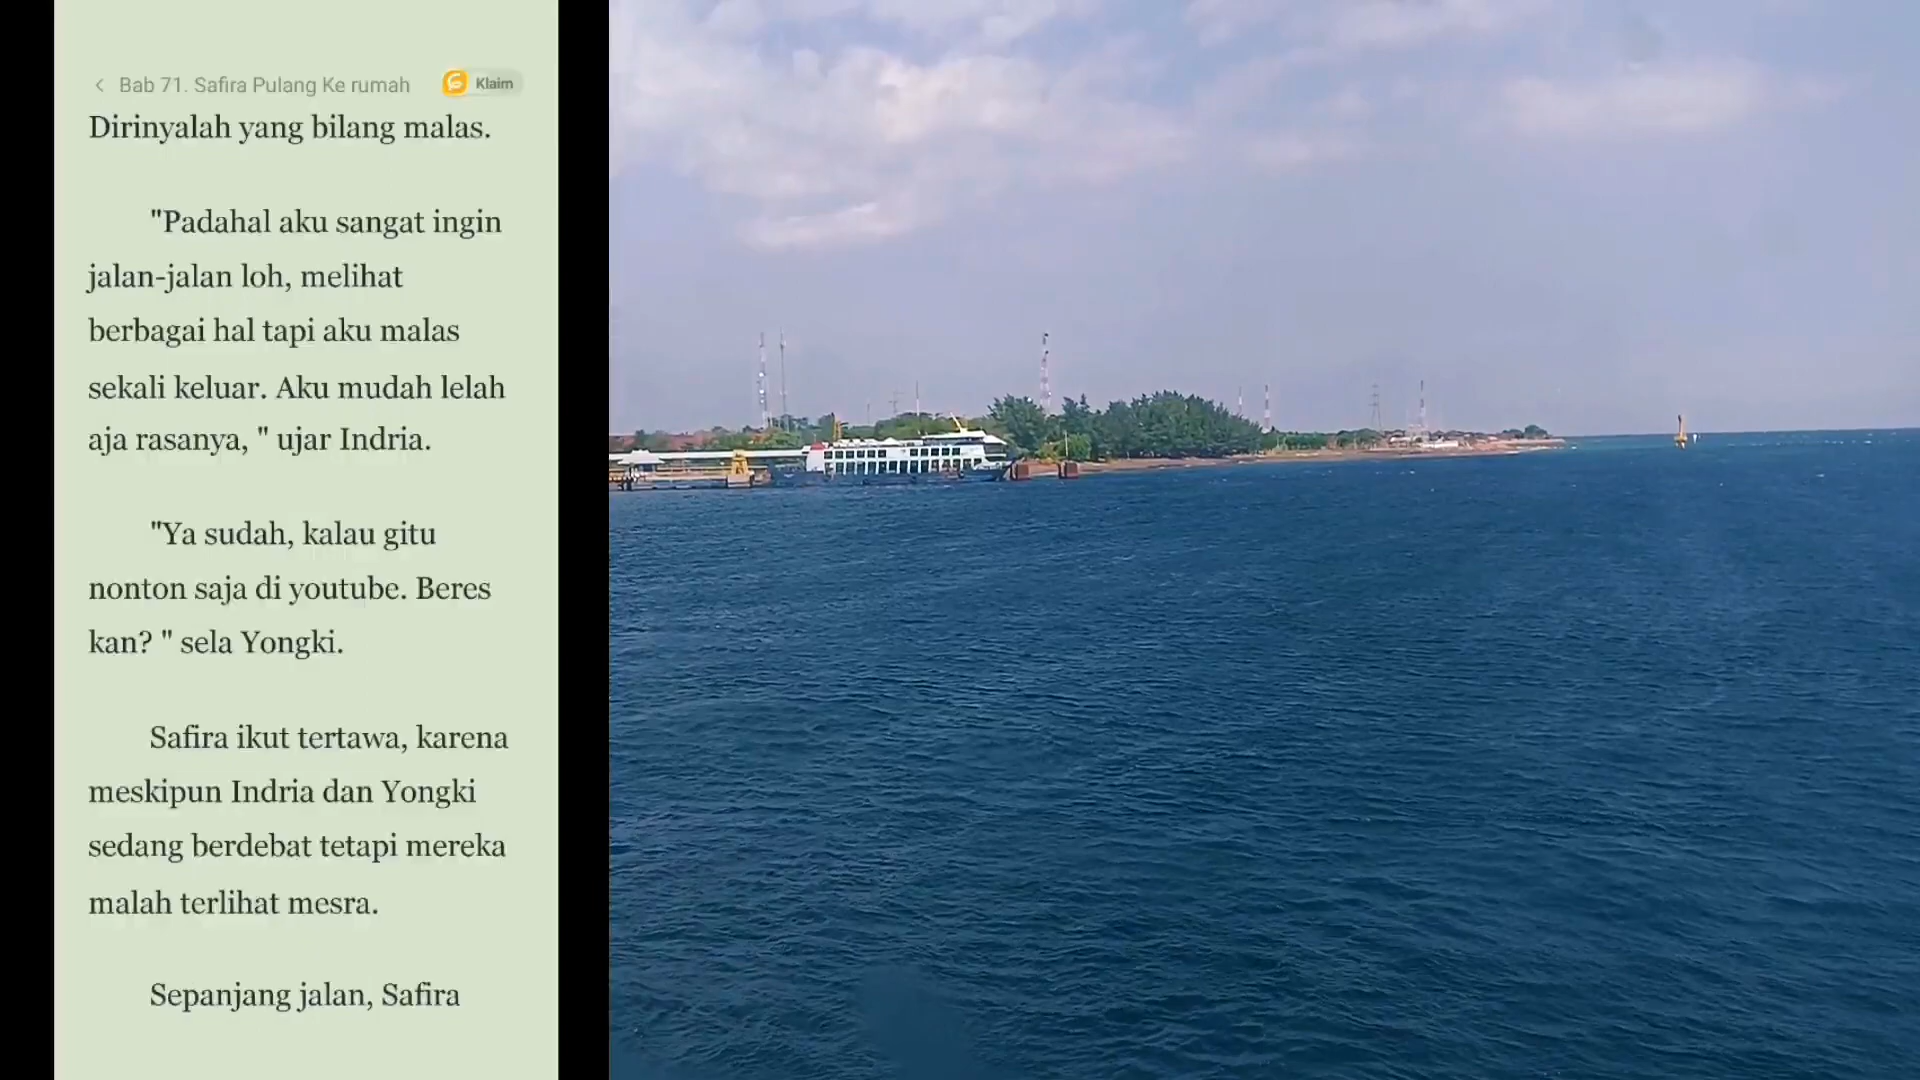 Bab 71. Safira Pulang Ke rumah
Klaim
Dirinyalah yang bilang malas.
"Padahal aku sangat ingin
jalan-jalan loh, melihat
berbagai hal tapi aku malas
sekali keluar. Aku mudah lelah
aja rasanya, " ujar Indria.
"Ya sudah, kalau gitu
nonton saja di youtube. Beres
kan? " sela Yongki.
Safira ikut tertawa, karena
meskipun Indria dan Yongki
sedang berdebat tetapi mereka
malah terlihat mesra.
Sepanjang jalan, Safira